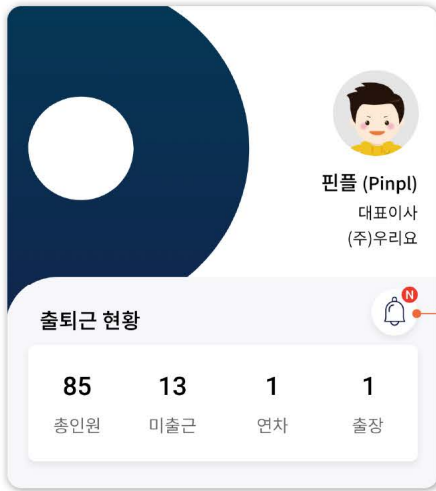 핀플 (Pinpl)
대표이사
(주)우리요
출퇴근 현황
N
85 13 1 1
총인원 미출근 연차 출장